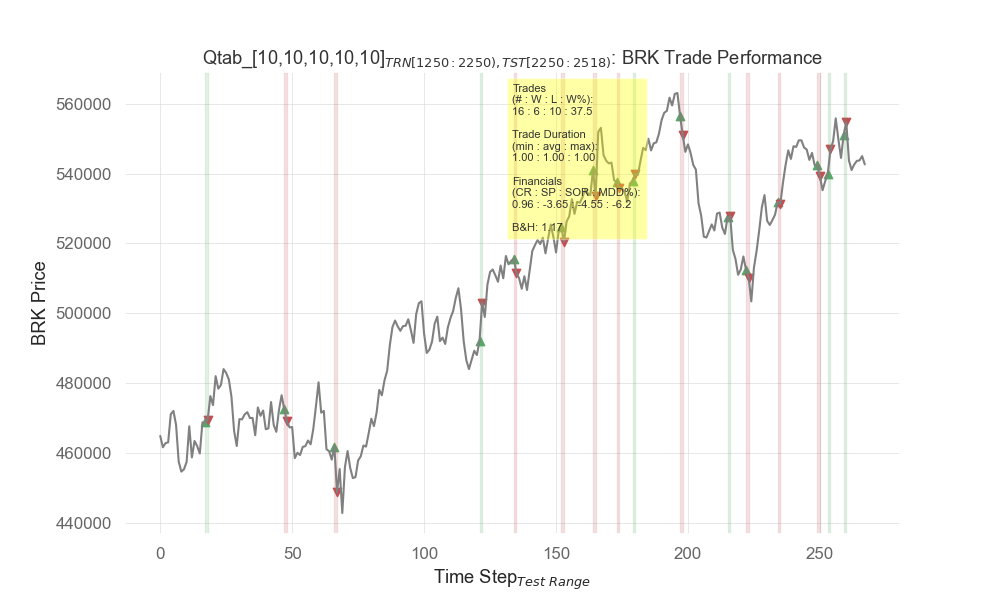 Qtab_[10,10,10,10,10]TRN[1250:2250),TST[2250:2518): BRK Trade Performance
560000
540000
520000
500000
480000
460000
440000
BRK Price
Trades
(# : W : L : W%):
16 : 6 : 10 : 37.5
Trade Duration
(min : avg : max):
1.00 : 1.00 : 1.00
Financials
(CR : SP : SOR : MDD%):
0.96 : -3.65 : -4.55 : -6.2
B&H: 1.17
0 50 100 150 200 250
Time StepTest Range